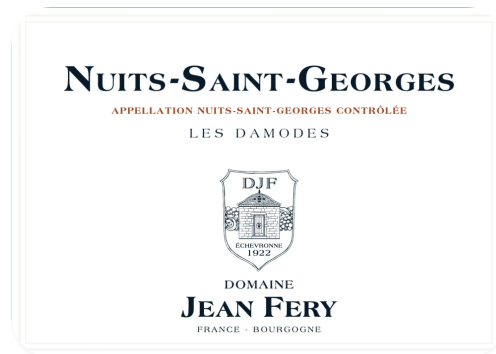 NUITS-SAINT-GEORGES
APPELLATION NUITS-SAINT-GEORGES CONTRÔLÉE
LES DAMODES
DJF
ÉCHEVRONNE
1922
DOMAINE
JEAN FERY
FRANCE - BOURGOGNE